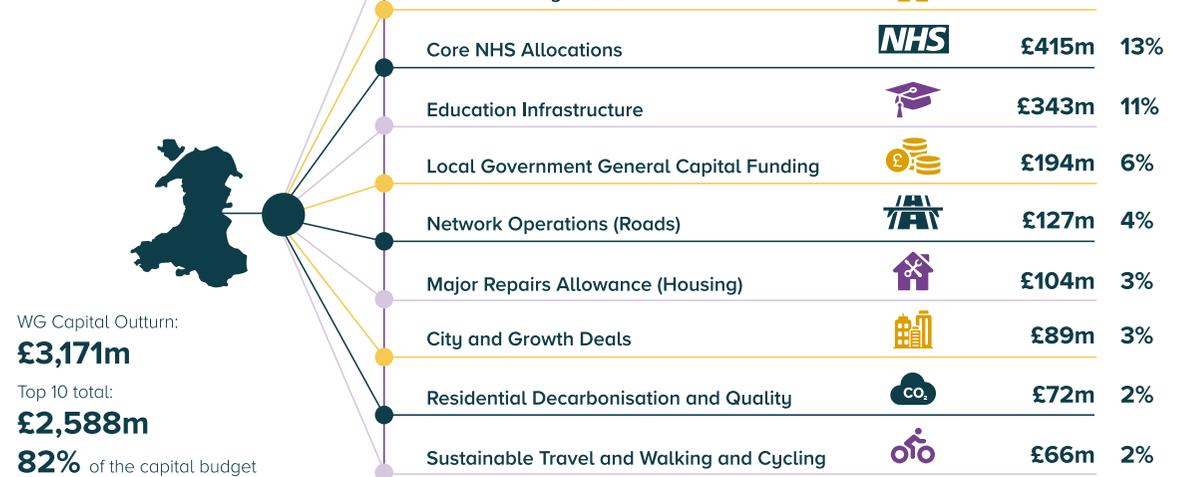 Core NHS Allocations NHS £415m 13%
Education Infrastructure £343m 11%
Local Government General Capital Funding £ £194m 6%
Network Operations (Roads) £127m 4%
Major Repairs Allowance (Housing) £104m 3%
City and Growth Deals £89m 3%
Residential Decarbonisation and Quality CO₂ £72m 2%
Sustainable Travel and Walking and Cycling £66m 2%
WG Capital Outturn:
£3,171m
Top 10 total:
£2,588m
82% of the capital budget